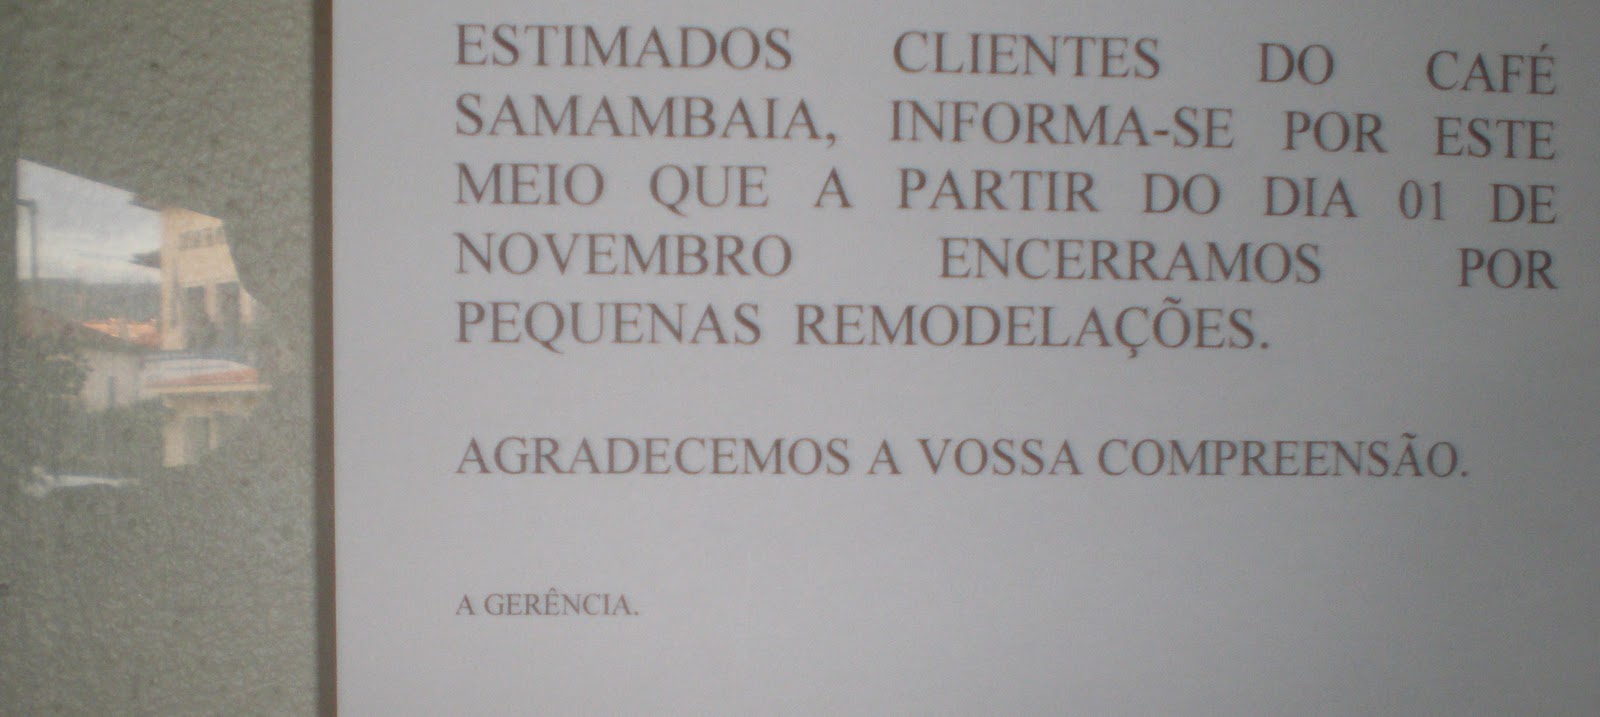 ESTIMADOS CLIENTES DO CAFÉ
SAMAMBAIA, INFORMA-SE POR ESTE
MEIO QUE A PARTIR DO DIA 01 DE
NOVEMBRO ENCERRAMOS POR
PEQUENAS REMODELAÇÕES.
AGRADECEMOS A VOSSA COMPREENSÃO.
A GERÊNCIA.